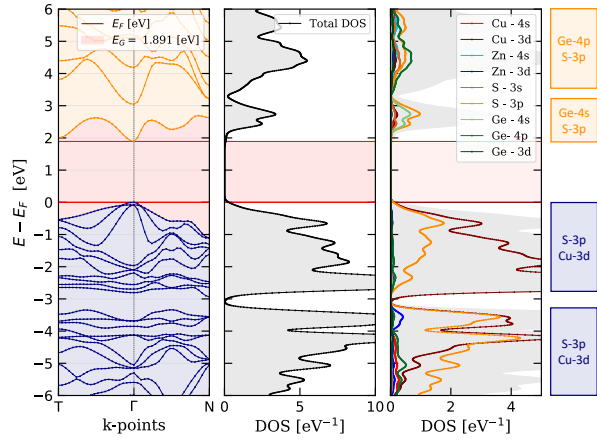 E_F [eV]
E_G = 1.891 [eV]
Total DOS
Cu - 4s
Cu - 3d
Zn - 4s
Zn - 3d
S - 3s
S - 3p
Ge - 4s
Ge - 4p
Ge - 3d
Ge-4p
S-3p
Ge-4s
S-3p
S-3p
Cu-3d
S-3p
Cu-3d
E − E_F [eV]
6
5
4
3
2
1
0
−1
−2
−3
−4
−5
−6
T
Γ
N
0
5
10
0
2
4
k-points
DOS [eV⁻¹]
DOS [eV⁻¹]